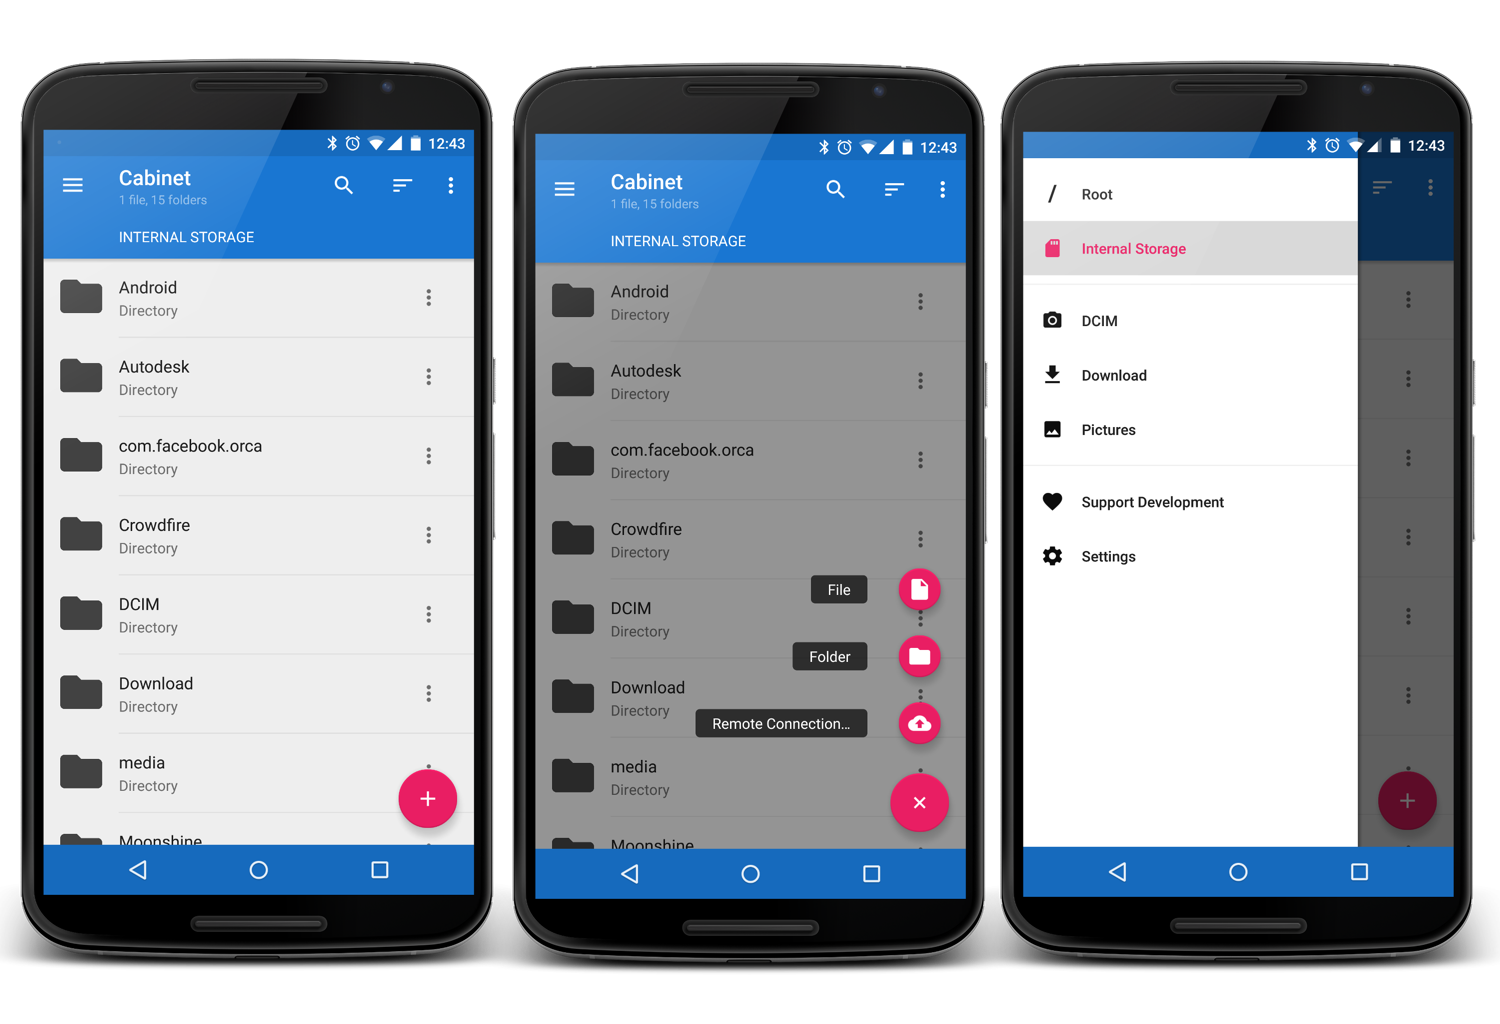 12:43
Cabinet
1 file, 15 folders
INTERNAL STORAGE
Android
Directory
Autodesk
Directory
com.facebook.orca
Directory
Crowdfire
Directory
DCIM
Directory
Download
Directory
media
Directory
Moonshine
12:43
Cabinet
1 file, 15 folders
INTERNAL STORAGE
Android
Directory
Autodesk
Directory
com.facebook.orca
Directory
Crowdfire
Directory
File
DCIM
Directory
Folder
Download
Directory
Remote Connection...
media
Directory
Moonshine
12:43
/ Root
Internal Storage
DCIM
Download
Pictures
Support Development
Settings